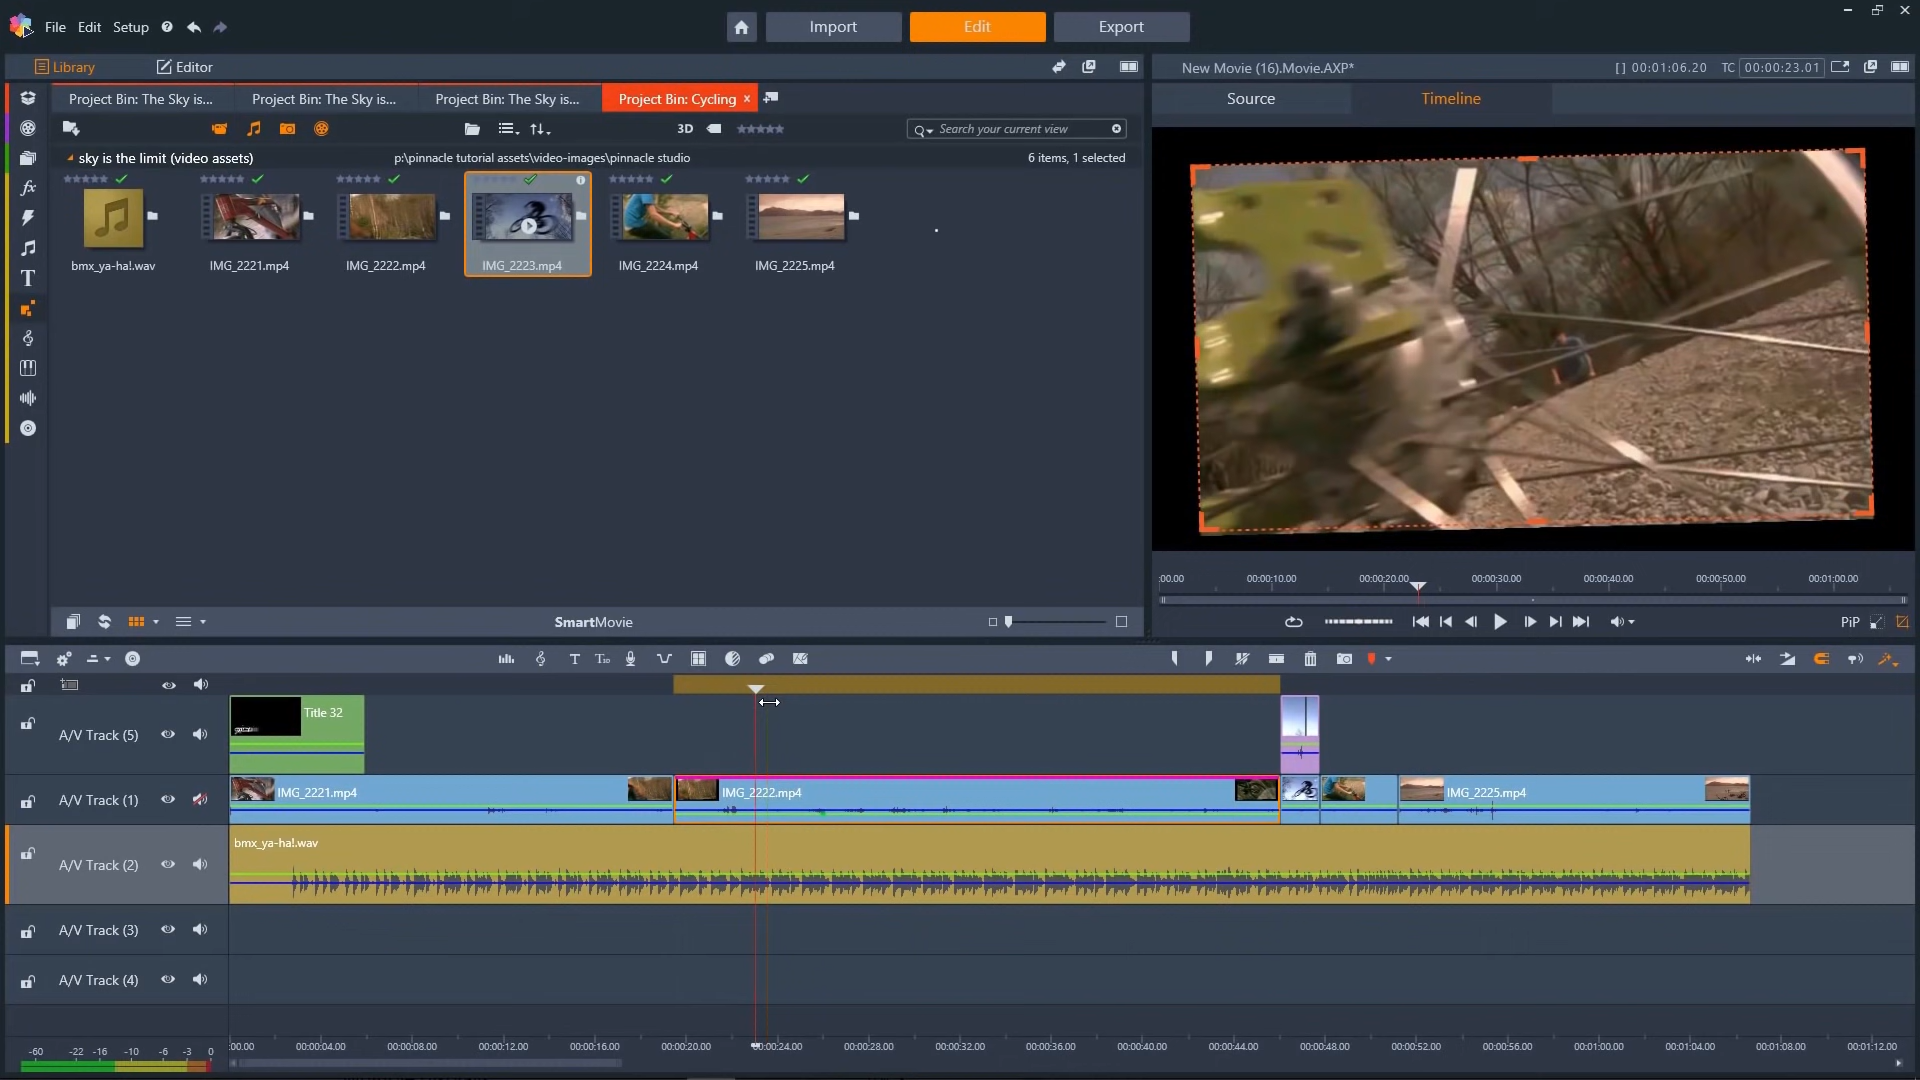 File Edit Setup
Import Edit Export
Library Editor
New Movie (16).Movie.AXP*
[ ] 00:01:06.20 TC 00:00:23.01
Project Bin: The Sky is... Project Bin: The Sky is... Project Bin: The Sky is... Project Bin: Cycling x
Source Timeline
3D Search your current view
sky is the limit (video assets) p:\pinnacle tutorial assets\video-images\pinnacle studio 6 items, 1 selected
bmx_ya-ha!.wav IMG_2221.mp4 IMG_2222.mp4 IMG_2223.mp4 IMG_2224.mp4 IMG_2225.mp4
:00.00 00:00:10.00 00:00:20.00 00:00:30.00 00:00:40.00 00:00:50.00 00:01:00.00
SmartMovie
PiP
A/V Track (5) Title 32
A/V Track (1) IMG_2221.mp4 IMG_2222.mp4 IMG_2225.mp4
bmx_ya-ha!.wav
A/V Track (2)
A/V Track (3)
A/V Track (4)
-60 -22 -16 -10 -6 -3 0
:00.00 00:00:04.00 00:00:08.00 00:00:12.00 00:00:16.00 00:00:20.00 00:00:24.00 00:00:28.00 00:00:32.00 00:00:36.00 00:00:40.00 00:00:44.00 00:00:48.00 00:00:52.00 00:00:56.00 00:01:00.00 00:01:04.00 00:01:08.00 00:01:12.00